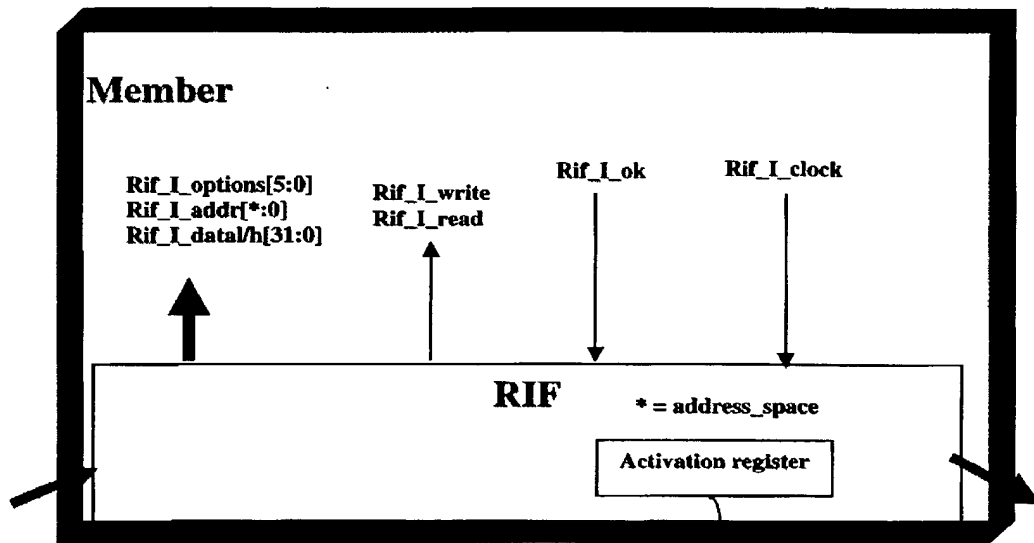 Member
Rif_I_options[5:0]
Rif_I_addr[*:0]
Rif_I_datal/h[31:0]
Rif_I_write
Rif_I_read
Rif_I_ok
Rif_I_clock
RIF
* = address_space
Activation register